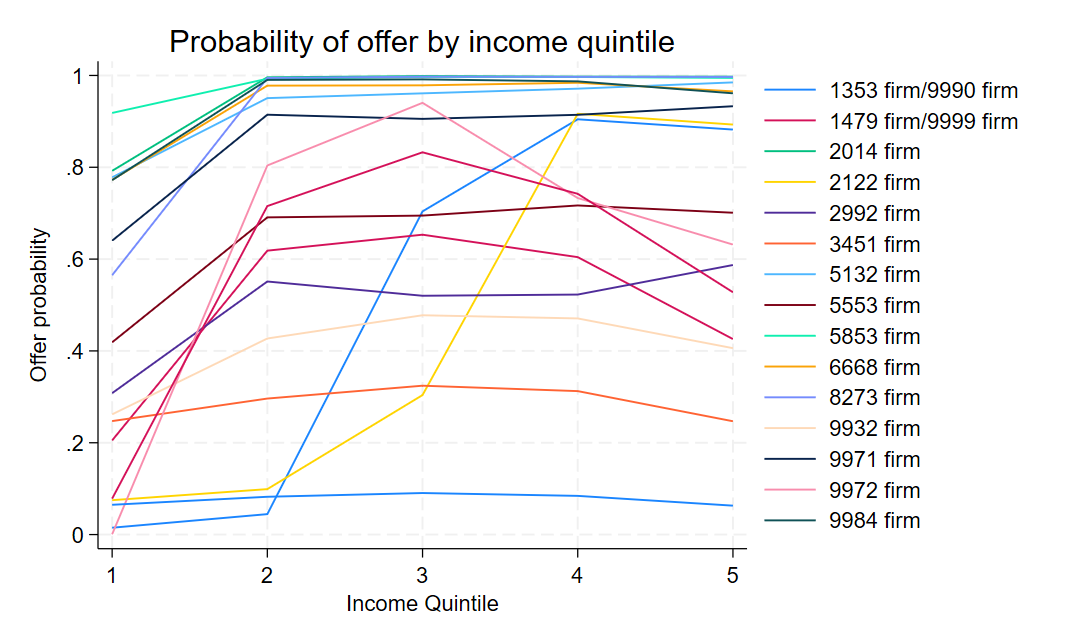 Probability of offer by income quintile
Offer probability
1
.8
.6
.4
.2
0
1 2 3 4 5
Income Quintile
1353 firm/9990 firm
1479 firm/9999 firm
2014 firm
2122 firm
2992 firm
3451 firm
5132 firm
5553 firm
5853 firm
6668 firm
8273 firm
9932 firm
9971 firm
9972 firm
9984 firm